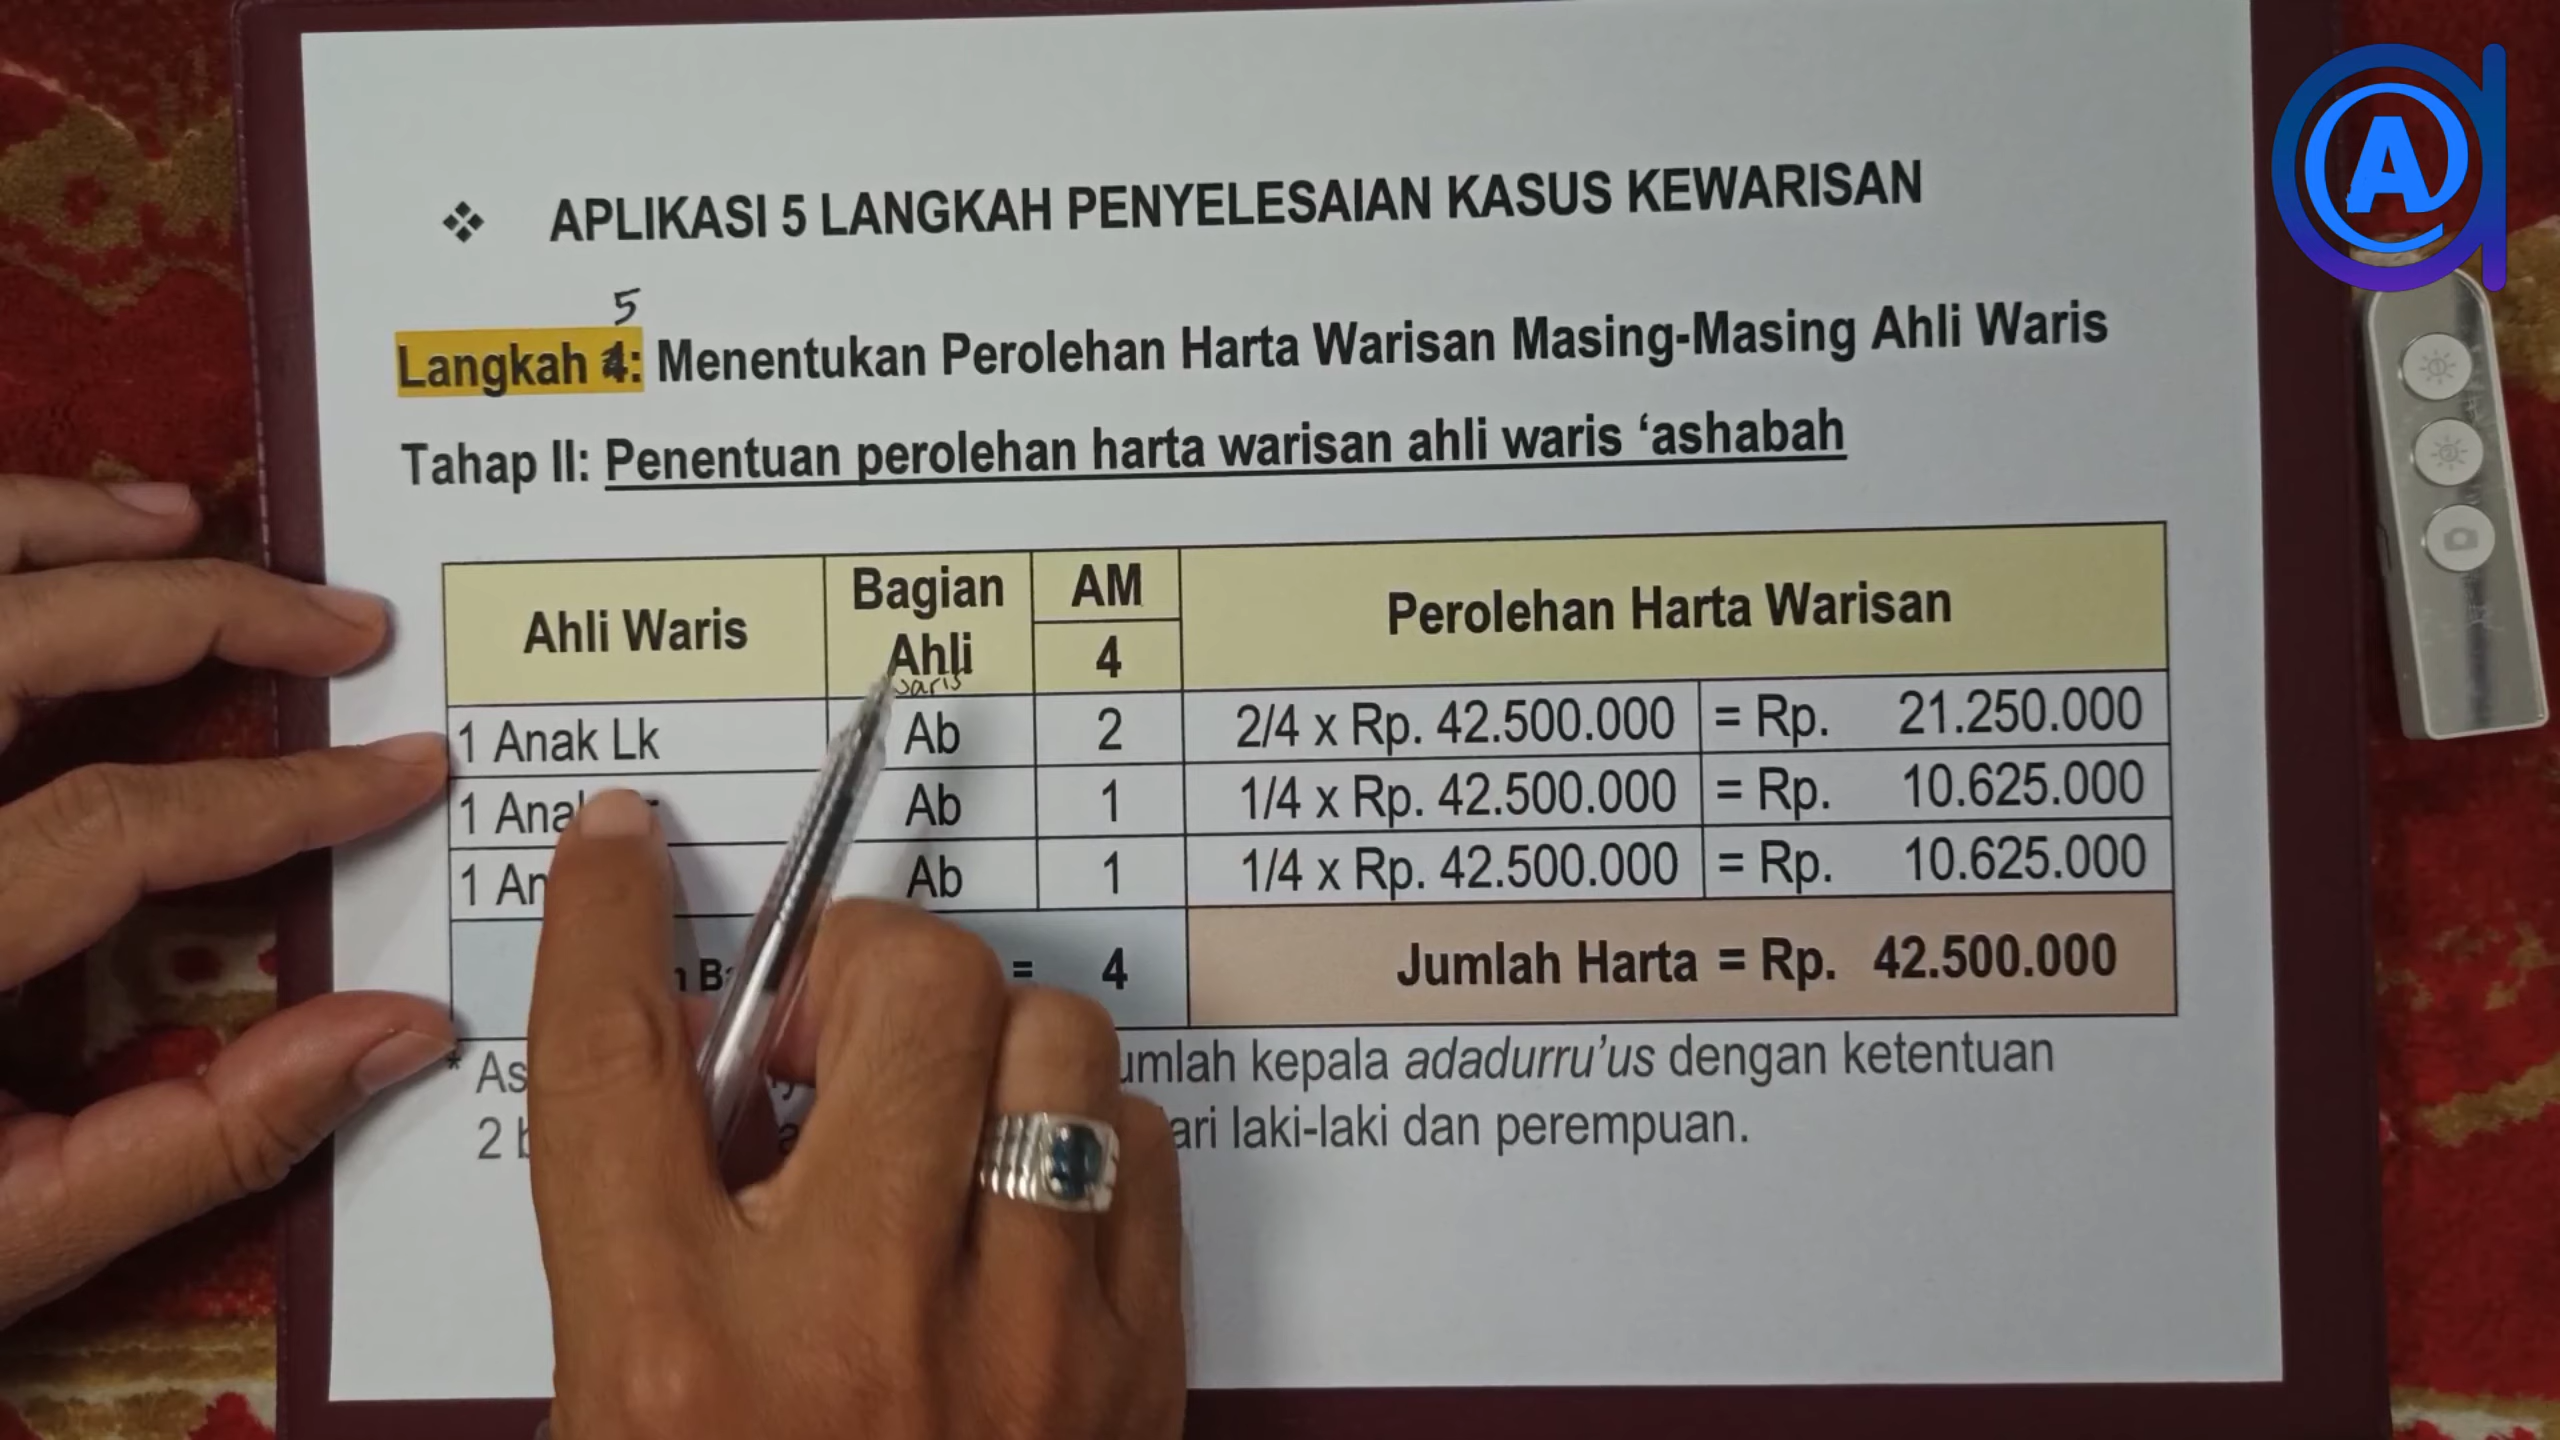 ❖ APLIKASI 5 LANGKAH PENYELESAIAN KASUS KEWARISAN
5
Langkah 4: Menentukan Perolehan Harta Warisan Masing-Masing Ahli Waris
Tahap II: Penentuan perolehan harta warisan ahli waris ‘ashabah
Ahli Waris Bagian Ahli waris AM 4 Perolehan Harta Warisan
1 Anak Lk Ab 2 2/4 x Rp. 42.500.000 = Rp. 21.250.000
1 Ab 1 1/4 x Rp. 42.500.000 = Rp. 10.625.000
1 Ab 1 1/4 x Rp. 42.500.000 = Rp. 10.625.000
= 4 Jumlah Harta = Rp. 42.500.000
* kepala adadurru’us dengan ketentuan
2 laki-laki dan perempuan.
A